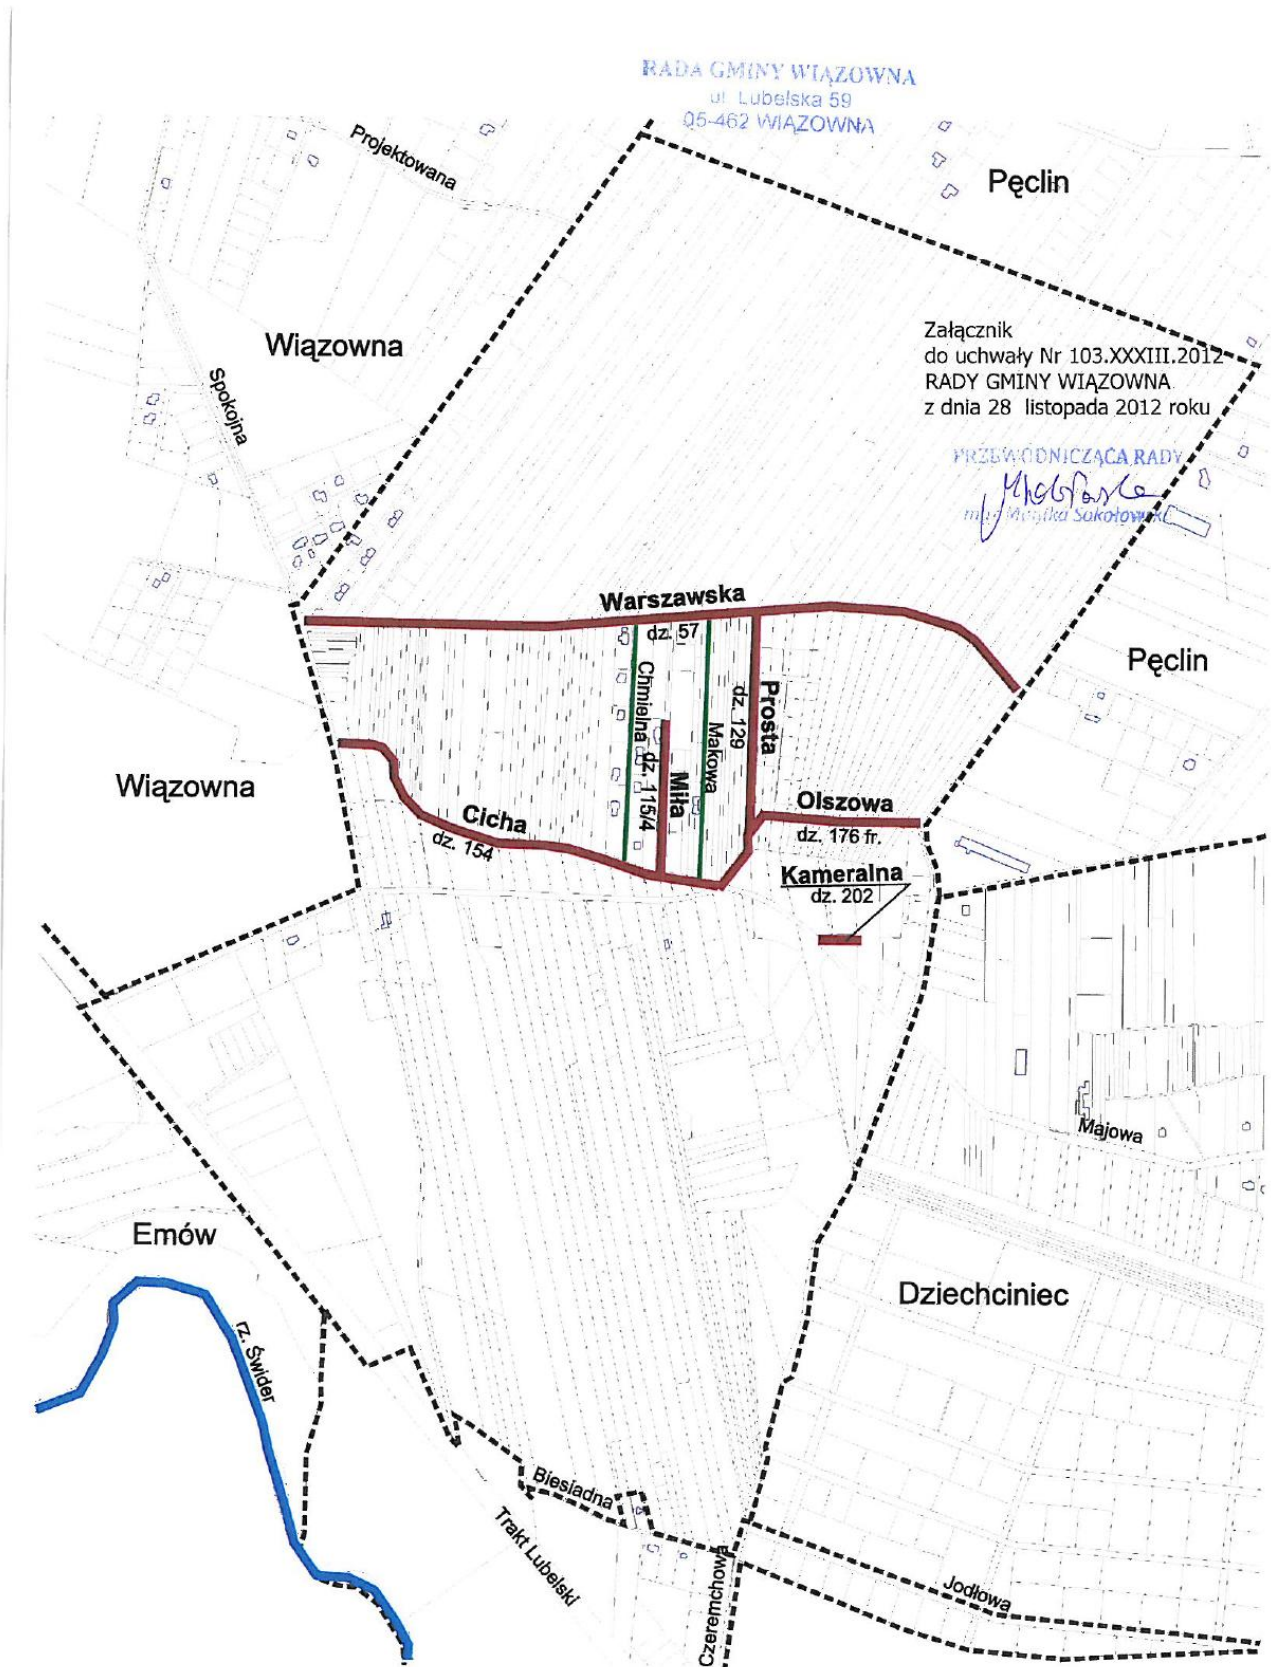 RADA GMINY WIĄZOWNA
ul. Lubelska 59
05-462 WIĄZOWNA
Projektowana
Pęclin
Wiązowna
Załącznik
do uchwały Nr 103.XXXIII.2012
RADY GMINY WIĄZOWNA
z dnia 28 listopada 2012 roku
Spokojna
PRZEWODNICZĄCA RADY
mgr Monika Sokołowska
Warszawska
dz. 57
Pęclin
Chmielna
dz. 115/4
Miła
Makowa
dz. 129
Prosta
Wiązowna
Cicha
dz. 154
Olszowa
dz. 176 fr.
Kameralna
dz. 202
Majowa
Emów
Dziechciniec
rz. Świder
Biesiadna
Trakt Lubelski
Czeremchowa
Jodłowa